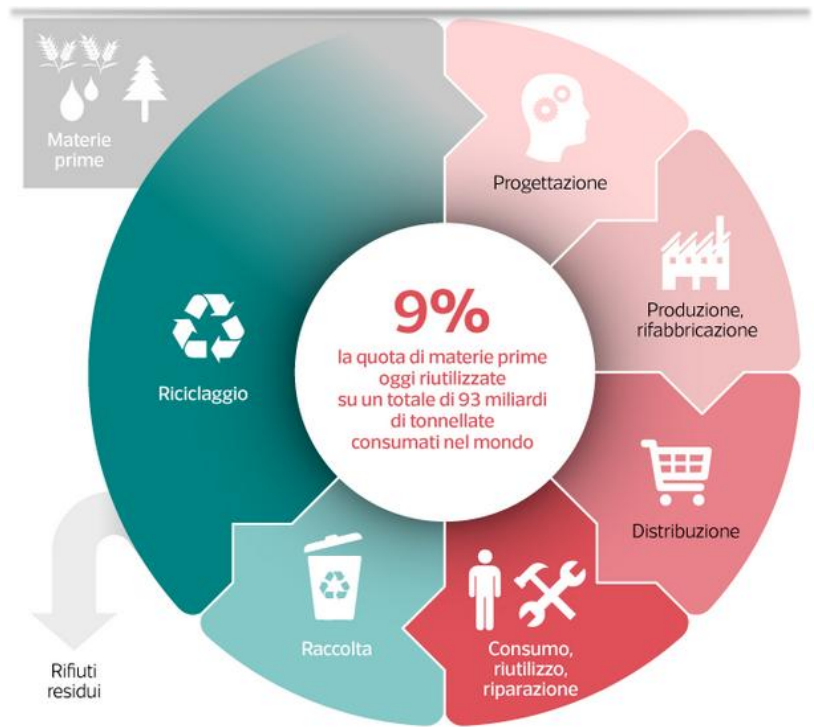 Materie
prime
Progettazione
Produzione,
rifabbricazione
Distribuzione
Consumo,
riutilizzo,
riparazione
Raccolta
Riciclaggio
Rifiuti
residui
9%
la quota di materie prime
oggi riutilizzate
su un totale di 93 miliardi
di tonnellate
consumati nel mondo